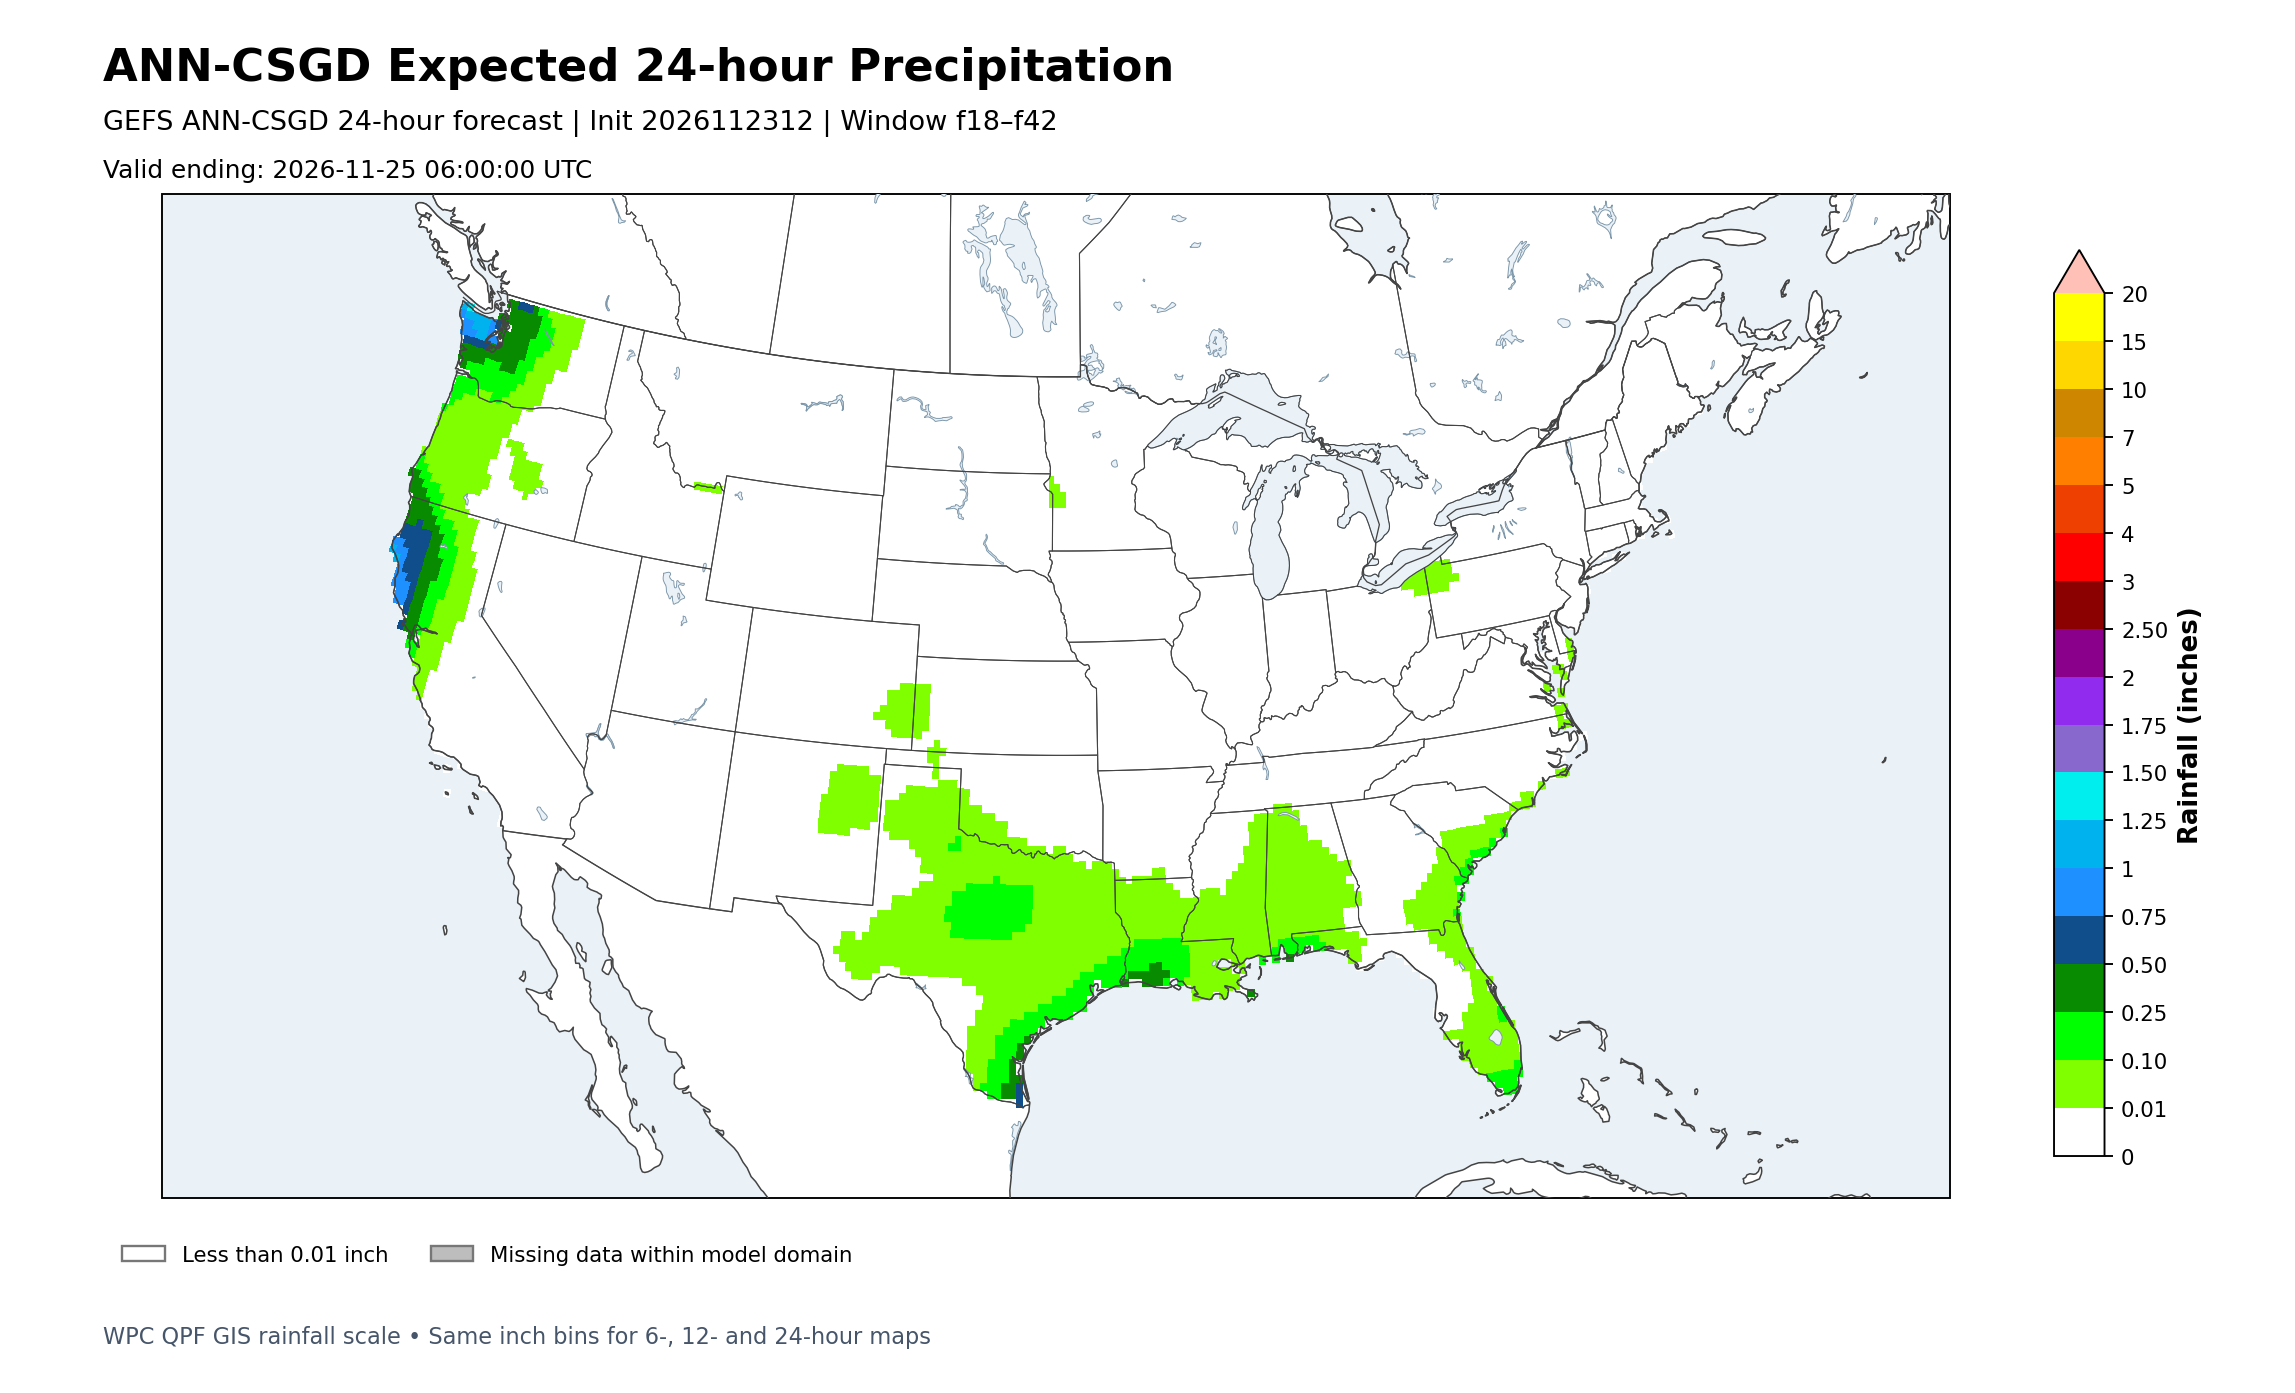 ANN-CSGD Expected 24-hour Precipitation
GEFS ANN-CSGD 24-hour forecast | Init 2026112312 | Window f18–f42
Valid ending: 2026-11-25 06:00:00 UTC
20
15
10
7
5
4
3
2.50
2
1.75
1.50
1.25
1
0.75
0.50
0.25
0.10
0.01
0
Rainfall (inches)
Less than 0.01 inch
Missing data within model domain
WPC QPF GIS rainfall scale • Same inch bins for 6-, 12- and 24-hour maps